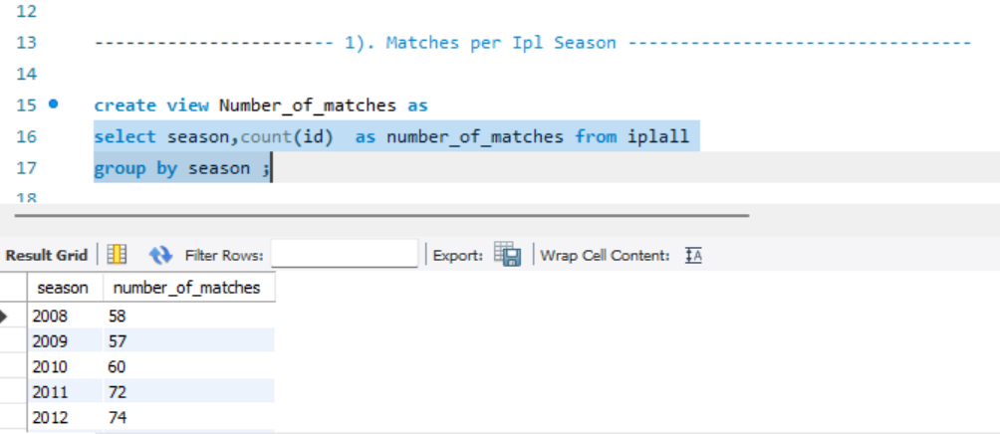 12
13 ----------------------- 1). Matches per Ipl Season ---------------------------------
14
15 create view Number_of_matches as
16 select season,count(id)  as number_of_matches from iplall
17 group by season ;
18
Result Grid Filter Rows: Export: Wrap Cell Content: IA
season number_of_matches
2008 58
2009 57
2010 60
2011 72
2012 74